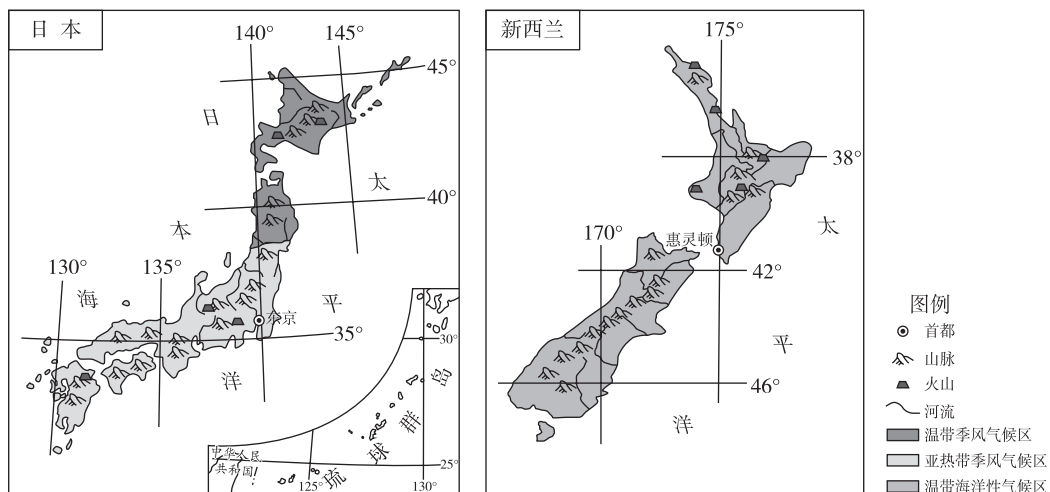 日 本
140°
145°
45°
日
太
40°
本
130°
135°
海
平
东京
35°
洋
30°
岛
群
球
琉
中华人民
共和国
25°
125°
130°
新西兰
175°
38°
太
170°
惠灵顿
42°
平
46°
洋
图例
首都
山脉
火山
河流
温带季风气候区
亚热带季风气候区
温带海洋性气候区